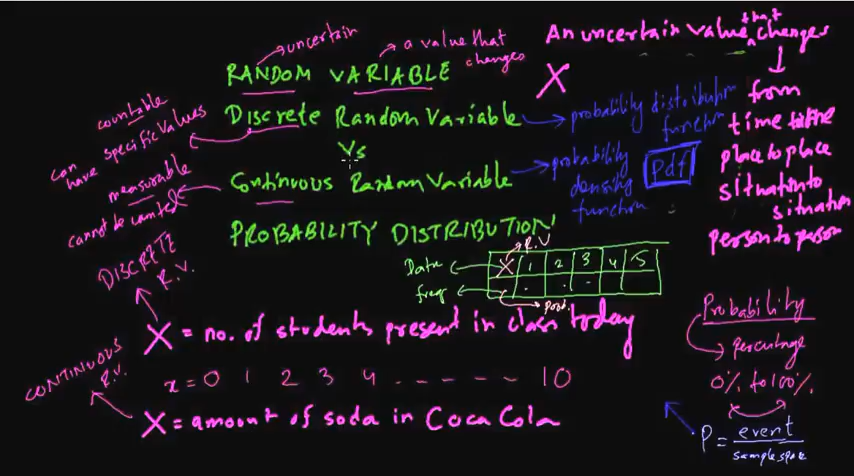 uncertain
a value that
changes
RANDOM VARIABLE
An uncertain value that changes
X
from
time to time
place to place
situation to
situation
person to person
countable
can have specific values
Discrete Random Variable
probability distribution
function
Vs
measurable
cannot be counted
Continuous Random Variable
probability
density
function
Pdf
PROBABILITY DISTRIBUTION
R.V
Data
X 1 2 3 4 5
freq
prob.
DISCRETE
R.V.
X = no. of students present in class today
x = 0 1 2 3 4 - - - - - - 10
CONTINUOUS
R.V.
X = amount of soda in Coca Cola
Probability
percentage
0% to 100%
P = event
sample space